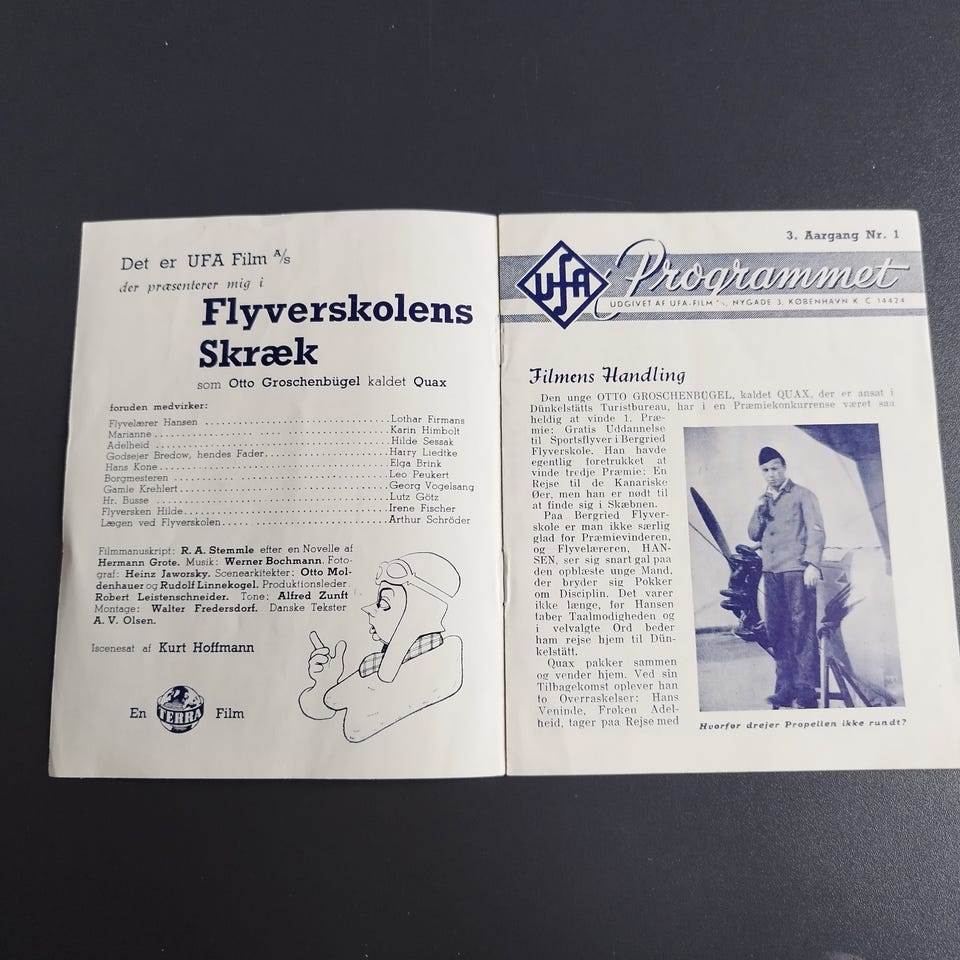 Det er UFA Film A/s
der præsenterer mig i
Flyverskolens
Skræk
som Otto Groschenbügel kaldet Quax
foruden medvirker:
Flyvelærer Hansen ........ Lothar Firmans
Marianne ........ Karin Himbolt
Adelheid ........ Hilde Sessak
Godsejer Bredow, hendes Fader ........ Harry Liedtke
Hans Kone ........ Elga Brink
Borgmesteren ........ Leo Peukert
Gamle Krehlert ........ Georg Vogelsang
Hr. Busse ........ Lutz Götz
Flyversken Hilde ........ Irene Fischer
Lægen ved Flyverskolen ........ Arthur Schröder
Filmmanuskript: R. A. Stemmle efter en Novelle af
Hermann Grote. Musik: Werner Bochmann. Foto-
graf: Heinz Jaworsky. Scenearkitekter: Otto Mol-
denhauer og Rudolf Linnekogel. Produktionsleder:
Robert Leistenschneider. Tone: Alfred Zunft
Montage: Walter Fredersdorf. Danske Tekster
A. V. Olsen.
Iscenesat af Kurt Hoffmann
En TERRA Film
3. Aargang Nr. 1
UFA Programmet
UDGIVET AF UFA-FILM A/S, NYGADE 3, KØBENHAVN K. C. 14424
Filmens Handling
Den unge OTTO GROSCHENBÜGEL, kaldet QUAX, der er ansat i
Dünkelstätts Turistbureau, har i en Præmiekonkurrense været saa
heldig at vinde 1. Præ-
mie: Gratis Uddannelse
til Sportsflyver i Bergried
Flyverskole. Han havde
egentlig foretrukket at
vinde tredje Præmie: En
Rejse til de Kanariske
Øer, men han er nødt til
at finde sig i Skæbnen.
Paa Bergried Flyver-
skole er man ikke særlig
glad for Præmievinderen,
og Flyvelæreren, HAN-
SEN, ser sig snart gal paa
den opblæste unge Mand,
der bryder sig Pokker
om Disciplin. Det varer
ikke længe, før Hansen
taber Taalmodigheden og
i velvalgte Ord beder
ham rejse hjem til Dün-
kelstätt.
Quax pakker sammen
og vender hjem. Ved sin
Tilbagekomst oplever han
to Overraskelser: Hans
Veninde, Frøken Adel-
heid, tager paa Rejse med
Hvorfor drejer Propellen ikke rundt?